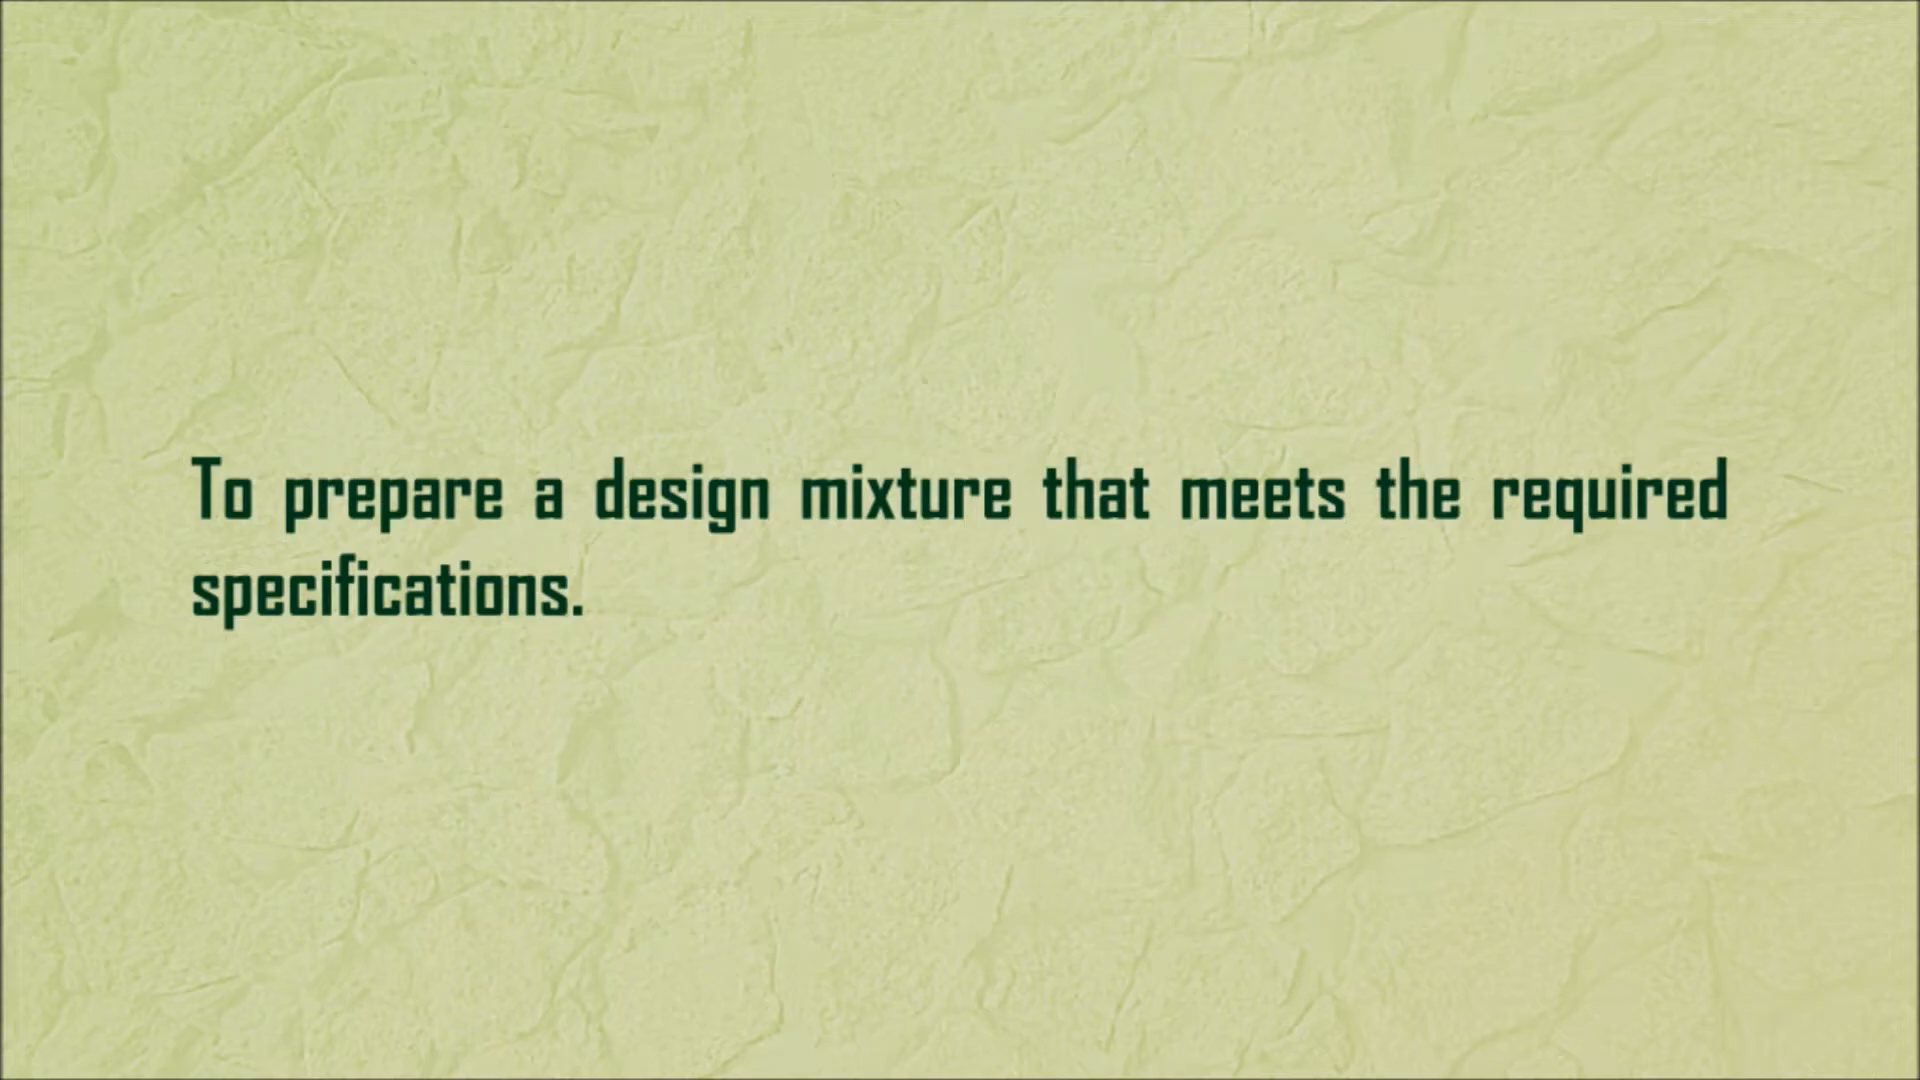 To prepare a design mixture that meets the required
specifications.